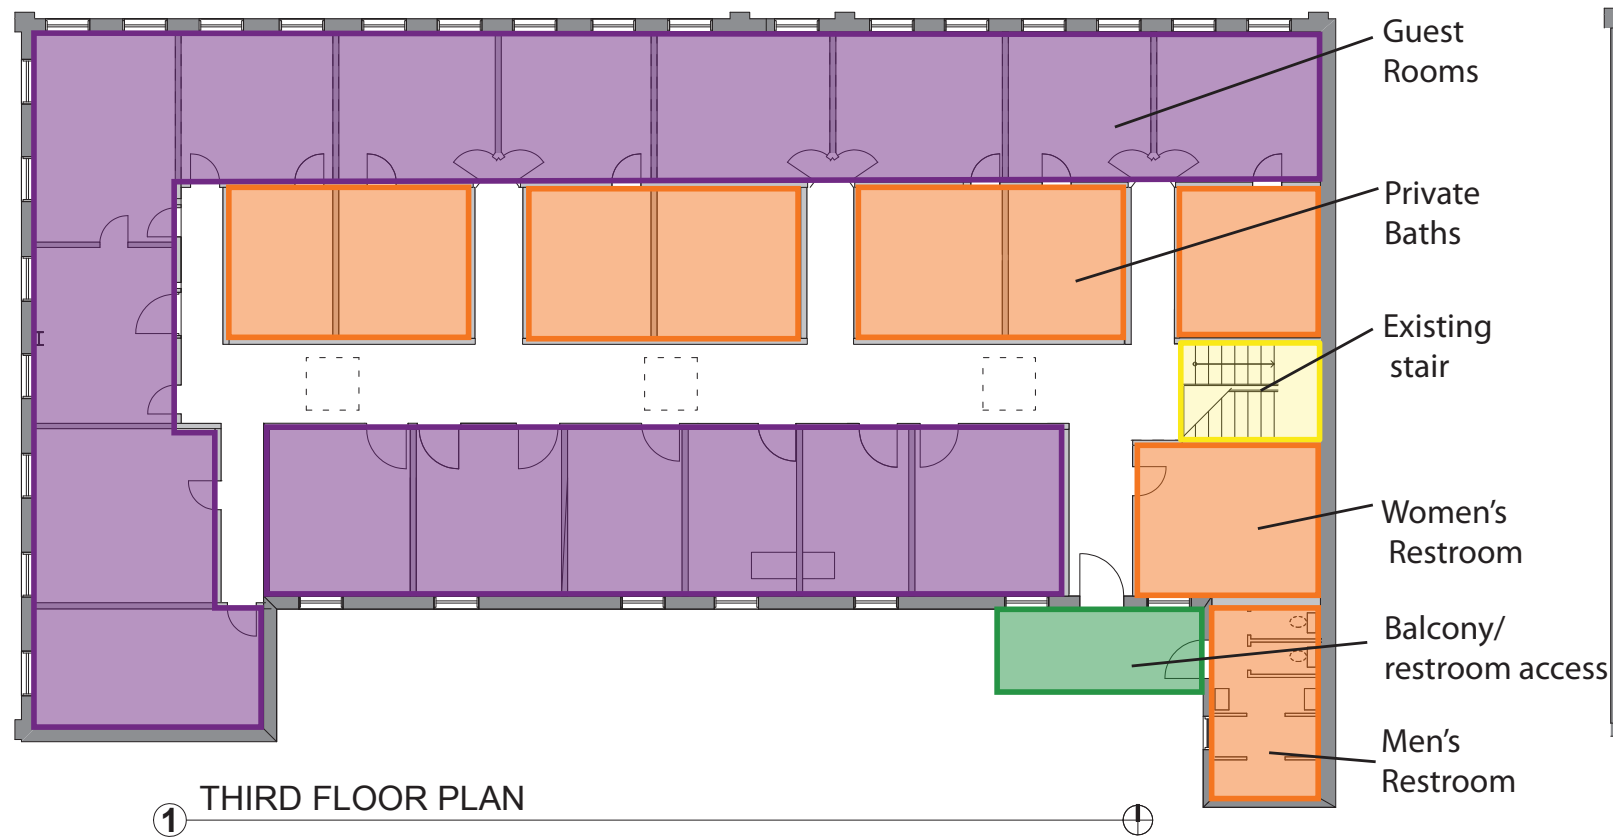 Guest
Rooms
Private
Baths
Existing
stair
Women's
Restroom
Balcony/
restroom access
Men's
Restroom
THIRD FLOOR PLAN
1